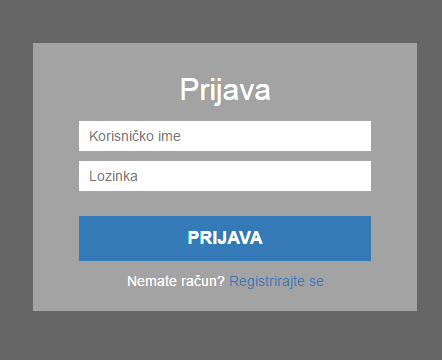 Prijava
Korisničko ime
Lozinka
PRIJAVA
Nemate račun? Registrirajte se